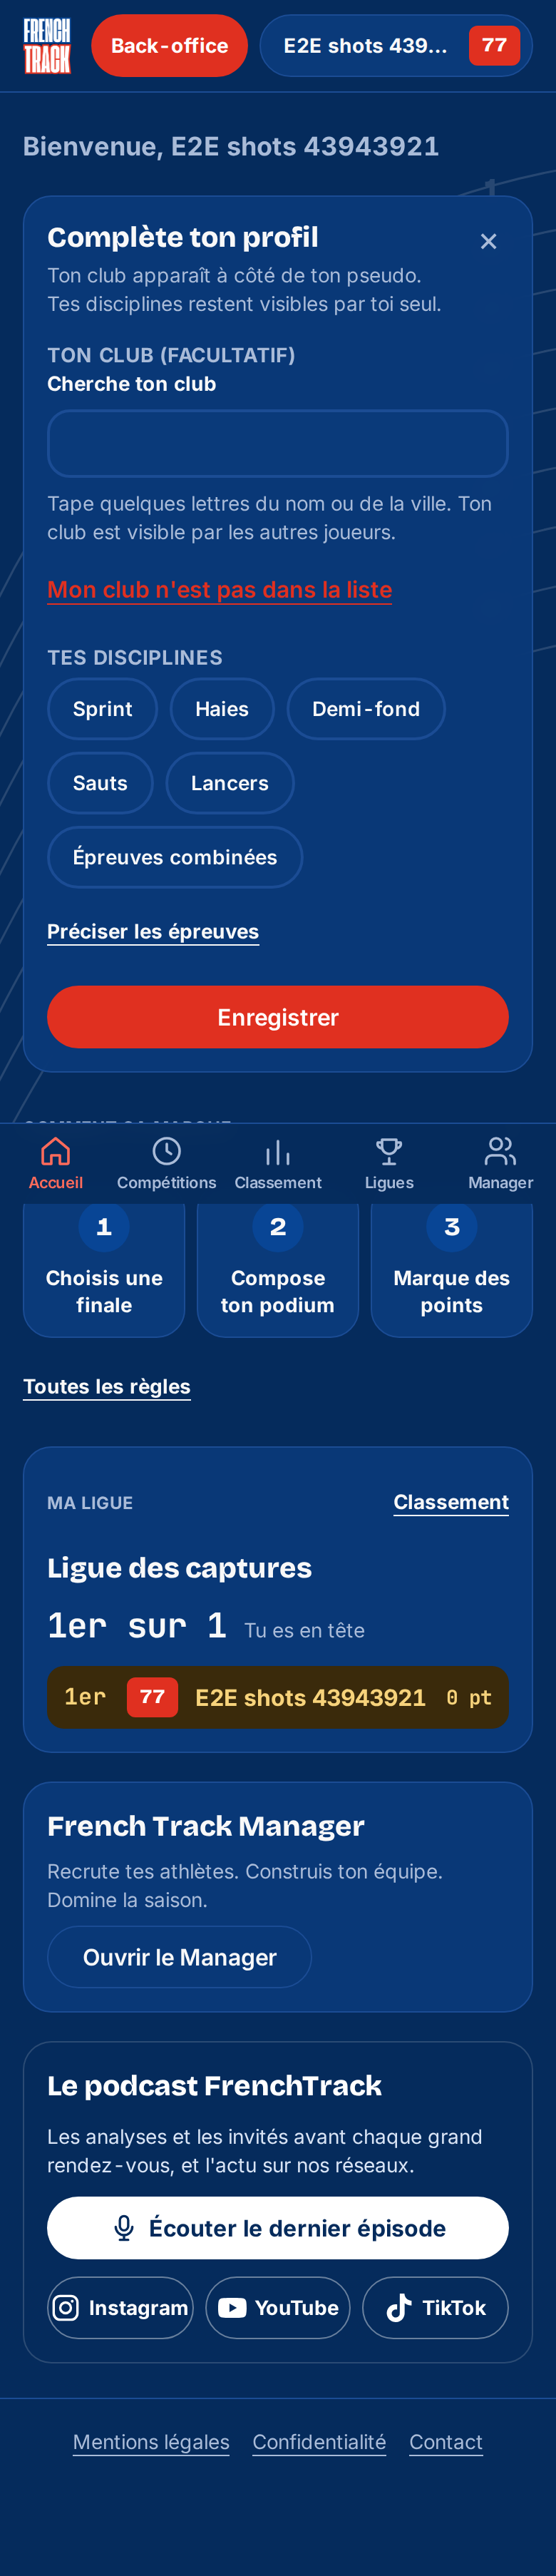 FRENCH
TRACK
Back-office
E2E shots 439...
77
Bienvenue, E2E shots 43943921
1
Complète ton profil
Ton club apparaît à côté de ton pseudo.
Tes disciplines restent visibles par toi seul.
TON CLUB (FACULTATIF)
Cherche ton club
Tape quelques lettres du nom ou de la ville. Ton
club est visible par les autres joueurs.
Mon club n'est pas dans la liste
TES DISCIPLINES
Sprint
Haies
Demi-fond
Sauts
Lancers
Épreuves combinées
Préciser les épreuves
Enregistrer
Accueil
Compétitions
Classement
Ligues
Manager
1
2
3
Choisis une
finale
Compose
ton podium
Marque des
points
Toutes les règles
MA LIGUE
Classement
Ligue des captures
1er sur 1 Tu es en tête
1er 77 E2E shots 43943921 0 pt
French Track Manager
Recrute tes athlètes. Construis ton équipe.
Domine la saison.
Ouvrir le Manager
Le podcast FrenchTrack
Les analyses et les invités avant chaque grand
rendez-vous, et l'actu sur nos réseaux.
Écouter le dernier épisode
Instagram
YouTube
TikTok
Mentions légales
Confidentialité
Contact